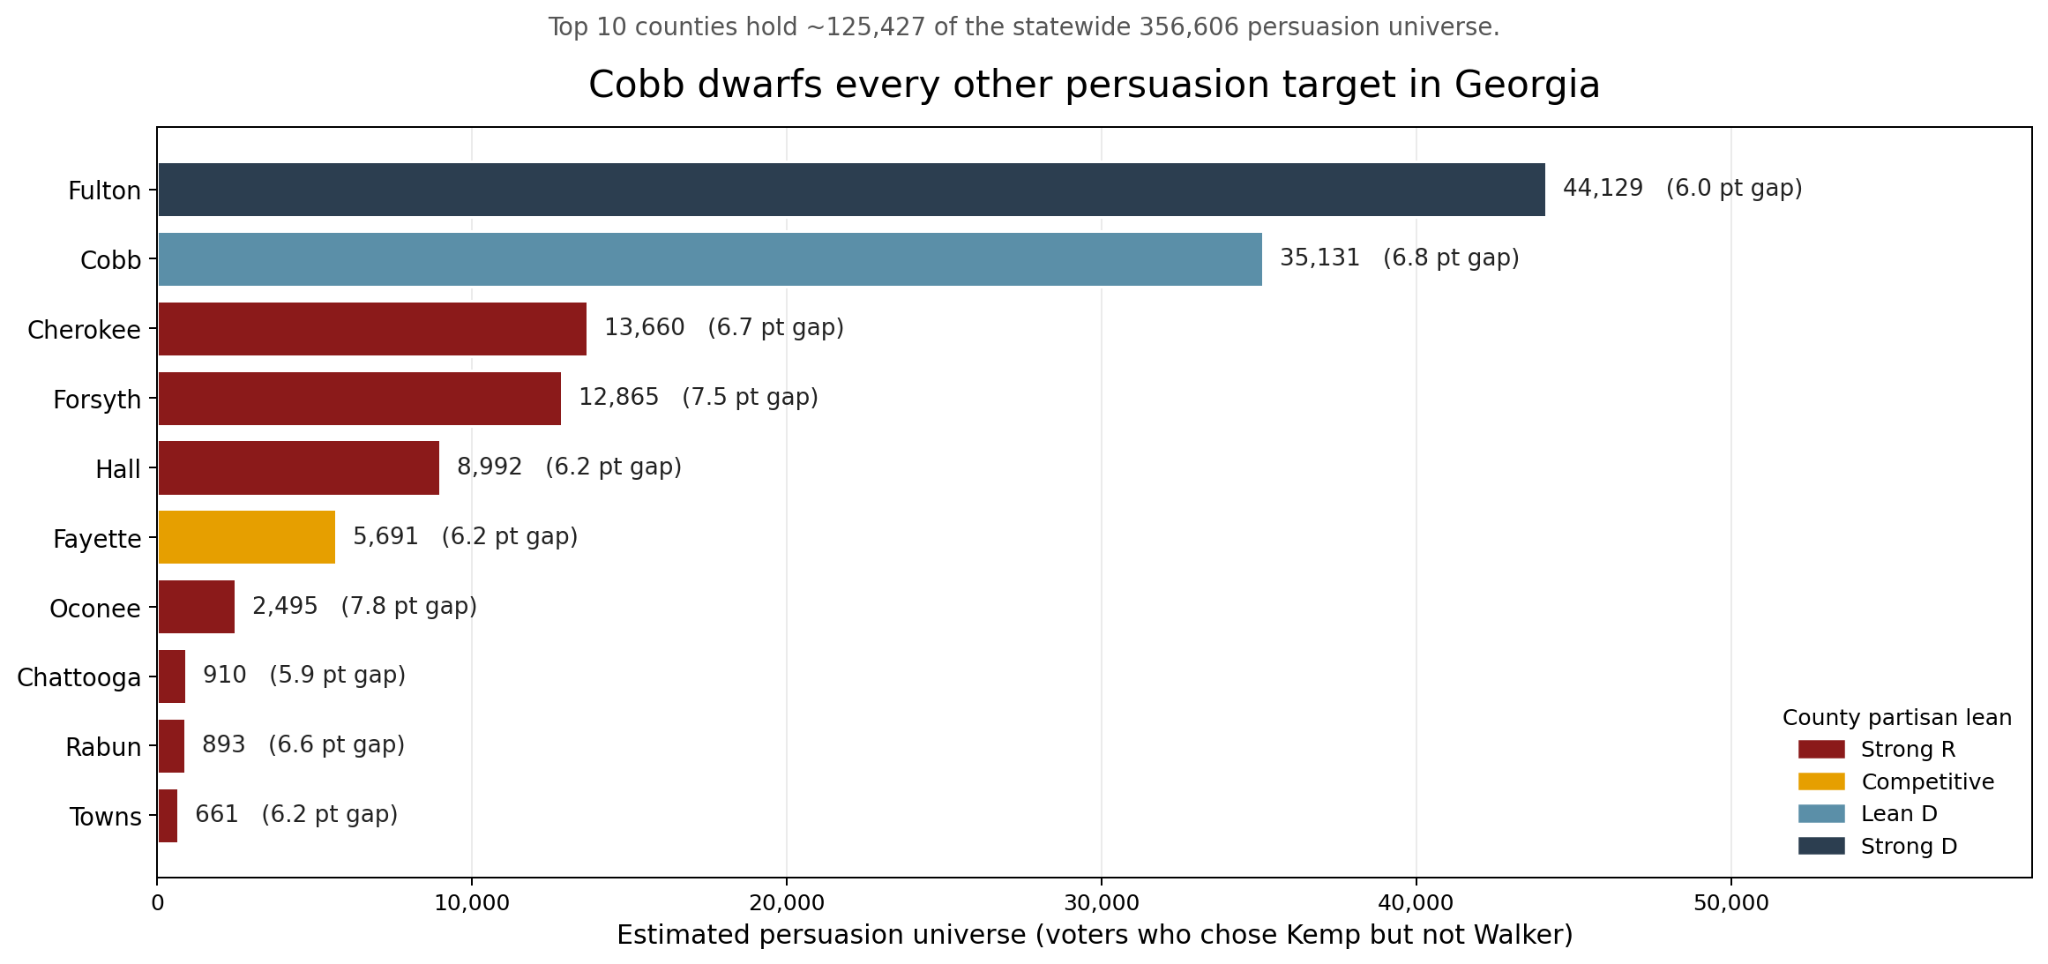 Top 10 counties hold ~125,427 of the statewide 356,606 persuasion universe.
Cobb dwarfs every other persuasion target in Georgia
Fulton 44,129 (6.0 pt gap)
Cobb 35,131 (6.8 pt gap)
Cherokee 13,660 (6.7 pt gap)
Forsyth 12,865 (7.5 pt gap)
Hall 8,992 (6.2 pt gap)
Fayette 5,691 (6.2 pt gap)
Oconee 2,495 (7.8 pt gap)
Chattooga 910 (5.9 pt gap)
Rabun 893 (6.6 pt gap)
Towns 661 (6.2 pt gap)
County partisan lean
Strong R
Competitive
Lean D
Strong D
0 10,000 20,000 30,000 40,000 50,000
Estimated persuasion universe (voters who chose Kemp but not Walker)